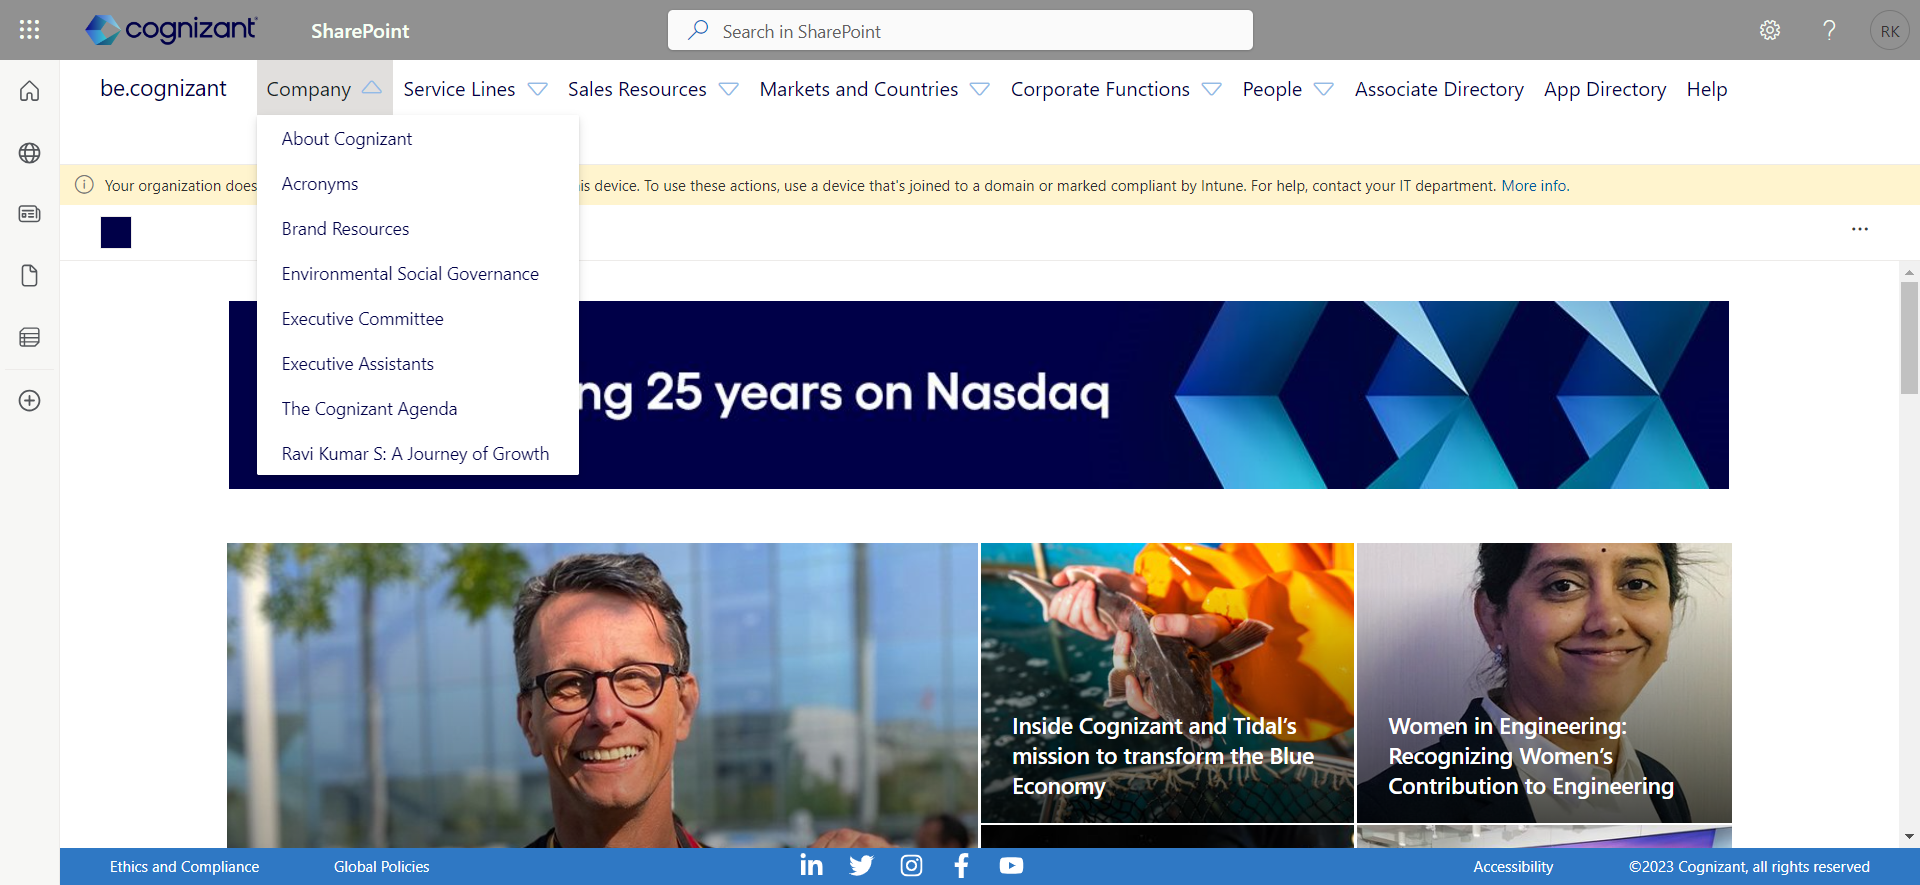 cognizant
SharePoint
Search in SharePoint
RK
be.cognizant
Company
Service Lines
Sales Resources
Markets and Countries
Corporate Functions
People
Associate Directory
App Directory
Help
About Cognizant
Acronyms
Brand Resources
Environmental Social Governance
Executive Committee
Executive Assistants
The Cognizant Agenda
Ravi Kumar S: A Journey of Growth
Your organization does
is device. To use these actions, use a device that's joined to a domain or marked compliant by Intune. For help, contact your IT department. More info.
ng 25 years on Nasdaq
Inside Cognizant and Tidal’s
mission to transform the Blue
Economy
Women in Engineering:
Recognizing Women’s
Contribution to Engineering
Ethics and Compliance
Global Policies
Accessibility
©2023 Cognizant, all rights reserved